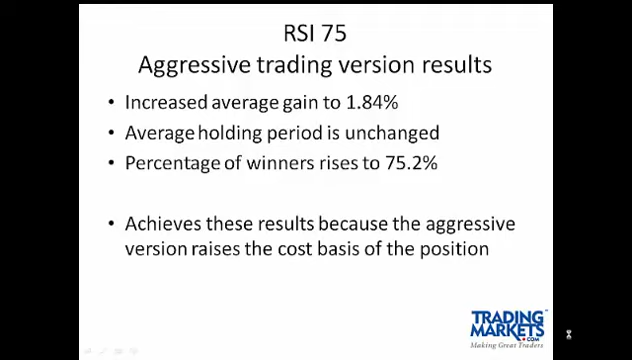 RSI 75
Aggressive trading version results
• Increased average gain to 1.84%
• Average holding period is unchanged
• Percentage of winners rises to 75.2%
• Achieves these results because the aggressive
version raises the cost basis of the position
TRADING
MARKETS
.COM
Making Great Traders